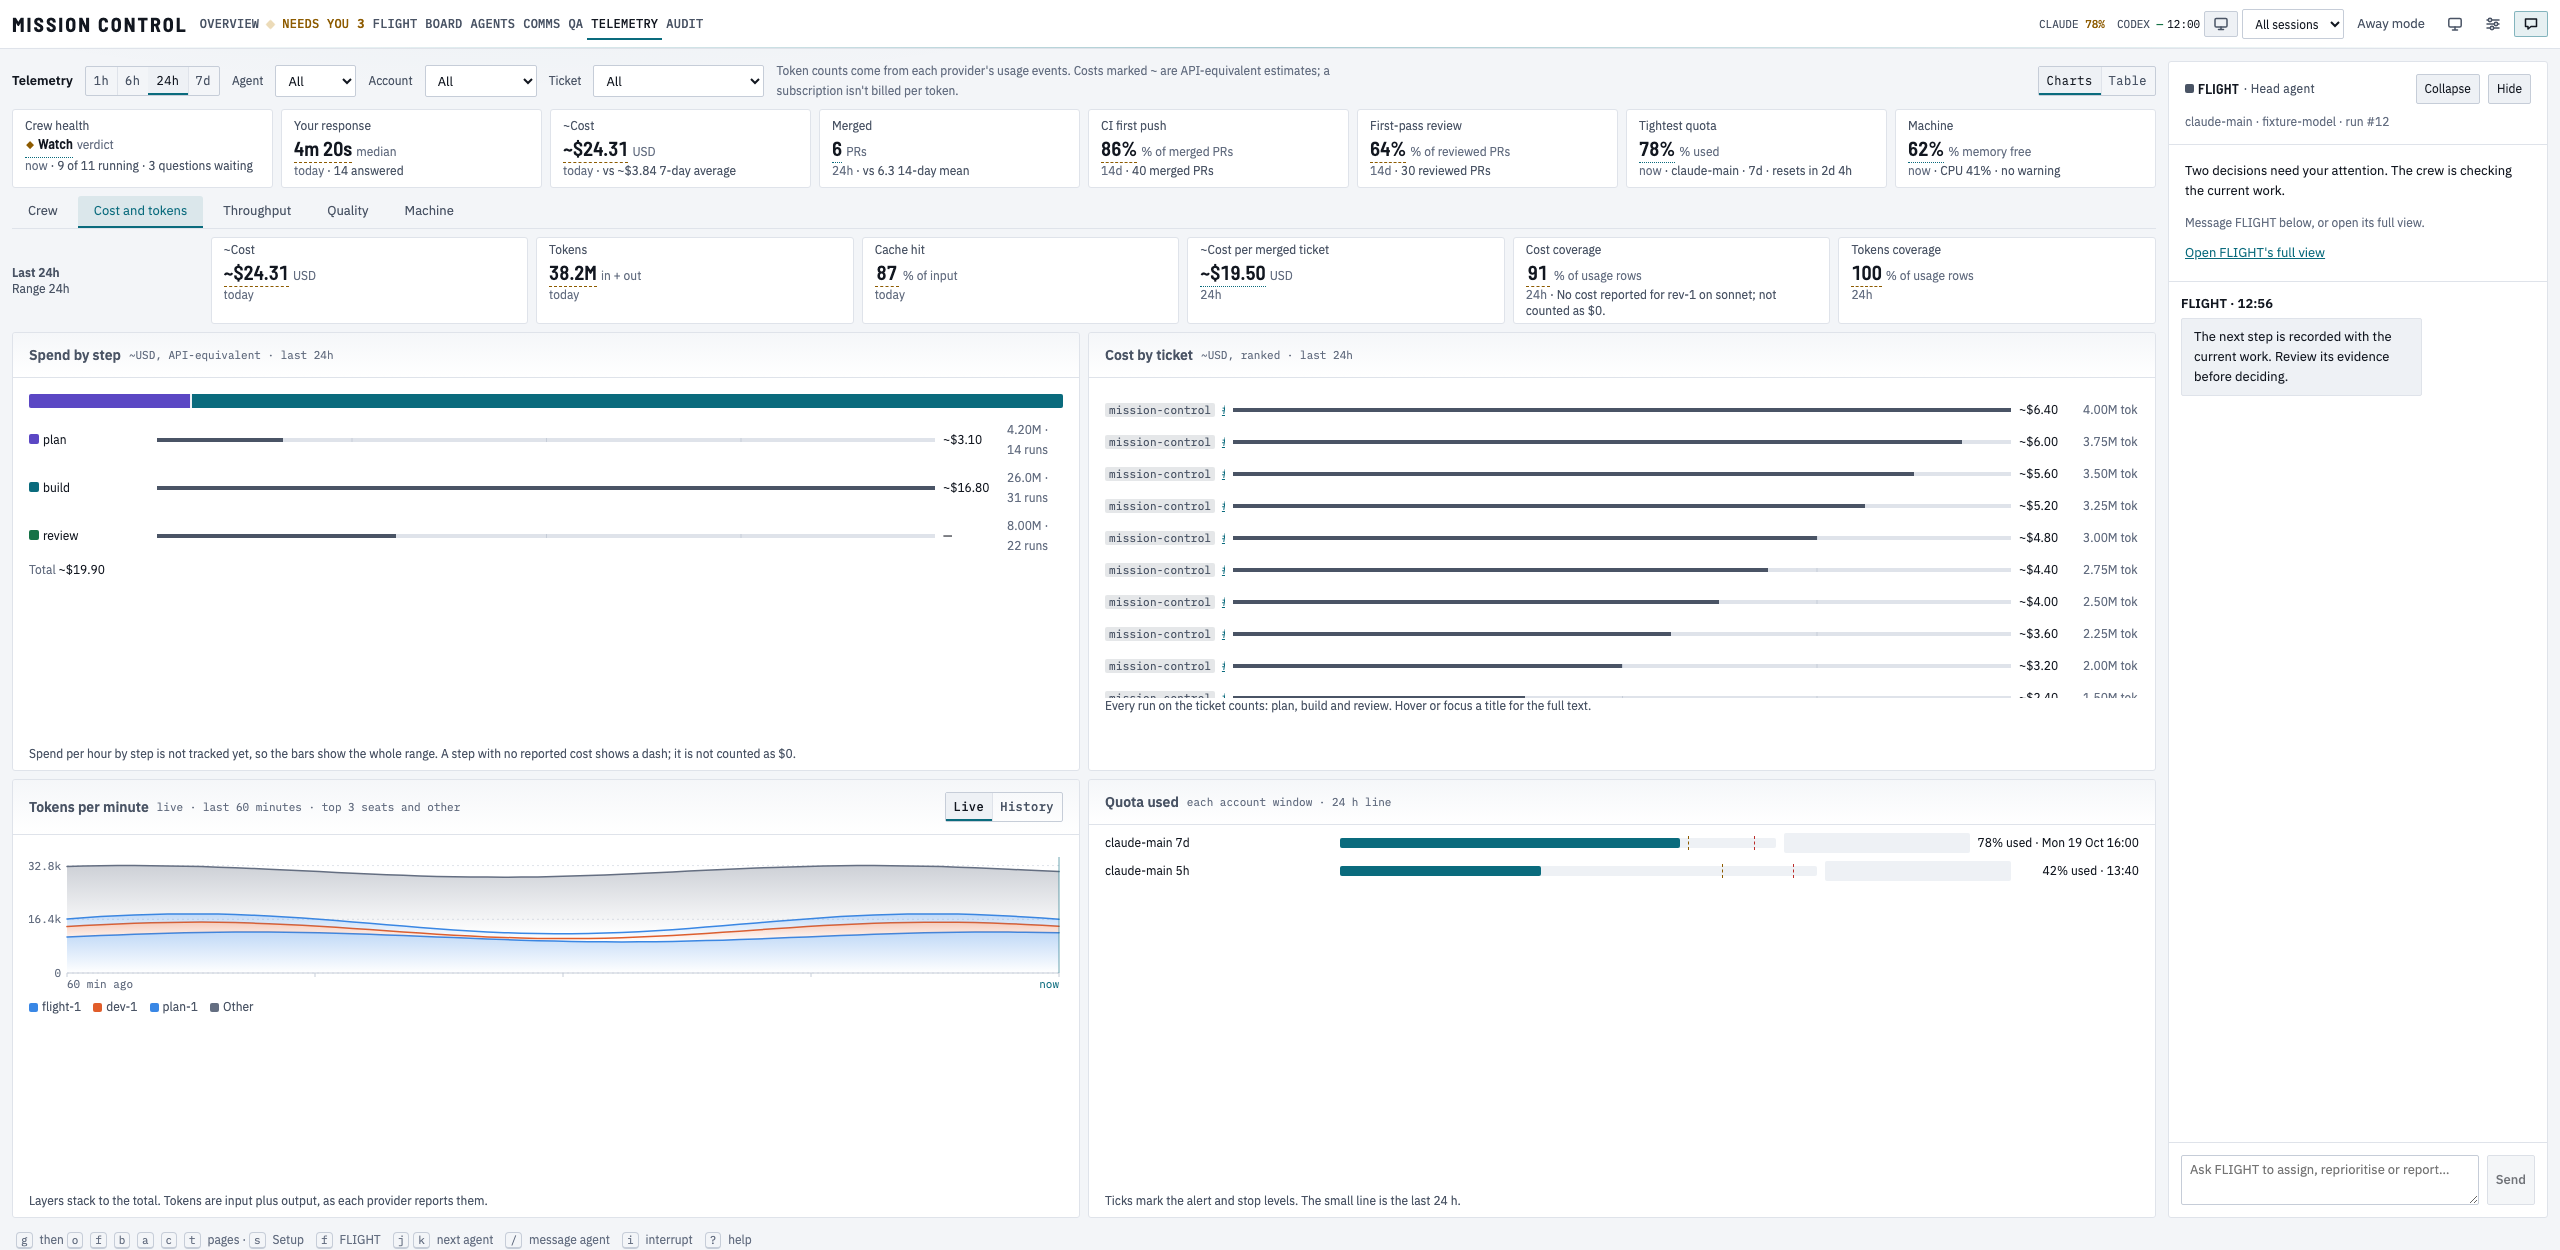 MISSION CONTROL OVERVIEW NEEDS YOU 3 FLIGHT BOARD AGENTS COMMS QA TELEMETRY AUDIT
CLAUDE 78% CODEX — 12:00 All sessions Away mode
Telemetry 1h 6h 24h 7d Agent All Account All Ticket All
Token counts come from each provider's usage events. Costs marked ~ are API-equivalent estimates; a
subscription isn't billed per token.
Charts Table
Crew health
Watch verdict
now · 9 of 11 running · 3 questions waiting
Your response
4m 20s median
today · 14 answered
~Cost
~$24.31 USD
today · vs ~$3.84 7-day average
Merged
6 PRs
24h · vs 6.3 14-day mean
CI first push
86% % of merged PRs
14d · 40 merged PRs
First-pass review
64% % of reviewed PRs
14d · 30 reviewed PRs
Tightest quota
78% % used
now · claude-main · 7d · resets in 2d 4h
Machine
62% % memory free
now · CPU 41% · no warning
Crew Cost and tokens Throughput Quality Machine
Last 24h
Range 24h
~Cost
~$24.31 USD
today
Tokens
38.2M in + out
today
Cache hit
87 % of input
today
~Cost per merged ticket
~$19.50 USD
24h
Cost coverage
91 % of usage rows
24h · No cost reported for rev-1 on sonnet; not
counted as $0.
Tokens coverage
100 % of usage rows
24h
Spend by step ~USD, API-equivalent · last 24h
plan ~$3.10 4.20M ·
14 runs
build ~$16.80 26.0M ·
31 runs
review — 8.00M ·
22 runs
Total ~$19.90
Spend per hour by step is not tracked yet, so the bars show the whole range. A step with no reported cost shows a dash; it is not counted as $0.
Cost by ticket ~USD, ranked · last 24h
mission-control ~$6.40 4.00M tok
mission-control ~$6.00 3.75M tok
mission-control ~$5.60 3.50M tok
mission-control ~$5.20 3.25M tok
mission-control ~$4.80 3.00M tok
mission-control ~$4.40 2.75M tok
mission-control ~$4.00 2.50M tok
mission-control ~$3.60 2.25M tok
mission-control ~$3.20 2.00M tok
mission-control ~$2.40 1.50M tok
Every run on the ticket counts: plan, build and review. Hover or focus a title for the full text.
Tokens per minute live · last 60 minutes · top 3 seats and other
Live History
32.8k
16.4k
0
60 min ago now
flight-1 dev-1 plan-1 Other
Layers stack to the total. Tokens are input plus output, as each provider reports them.
Quota used each account window · 24 h line
claude-main 7d 78% used · Mon 19 Oct 16:00
claude-main 5h 42% used · 13:40
Ticks mark the alert and stop levels. The small line is the last 24 h.
FLIGHT · Head agent Collapse Hide
claude-main · fixture-model · run #12
Two decisions need your attention. The crew is checking
the current work.
Message FLIGHT below, or open its full view.
Open FLIGHT's full view
FLIGHT · 12:56
The next step is recorded with the
current work. Review its evidence
before deciding.
Ask FLIGHT to assign, reprioritise or report...
Send
g then o f b a c t pages · s Setup f FLIGHT j k next agent / message agent i interrupt ? help